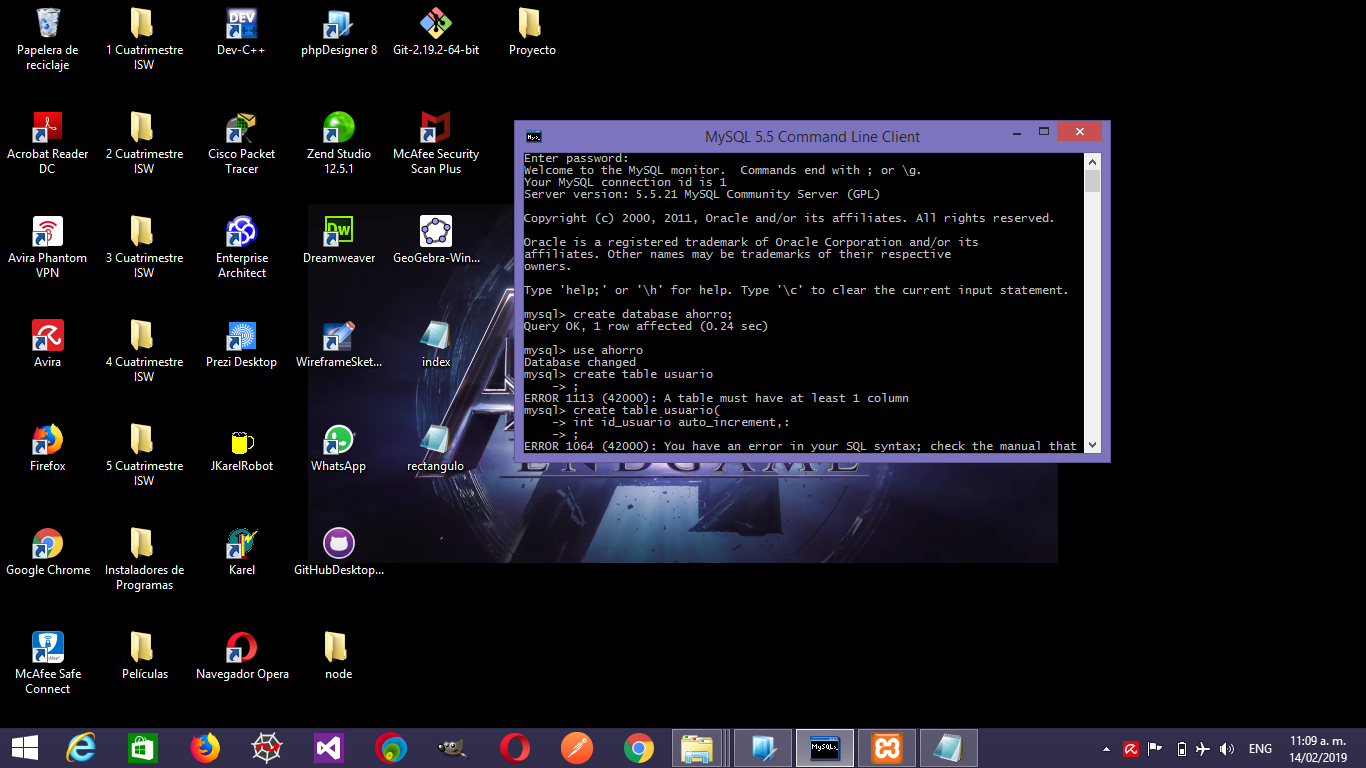 Papelera de
reciclaje
1 Cuatrimestre
ISW
Dev-C++
phpDesigner 8
Git-2.19.2-64-bit
Proyecto
Acrobat Reader
DC
2 Cuatrimestre
ISW
Cisco Packet
Tracer
Zend Studio
12.5.1
McAfee Security
Scan Plus
Avira Phantom
VPN
3 Cuatrimestre
ISW
Enterprise
Architect
Dreamweaver
GeoGebra-Win...
Avira
4 Cuatrimestre
ISW
Prezi Desktop
WireframeSket...
index
Firefox
5 Cuatrimestre
ISW
JKarelRobot
WhatsApp
rectangulo
Google Chrome
Instaladores de
Programas
Karel
GitHubDesktop...
McAfee Safe
Connect
Películas
Navegador Opera
node
MySQL 5.5 Command Line Client
Enter password:
Welcome to the MySQL monitor.  Commands end with ; or \g.
Your MySQL connection id is 1
Server version: 5.5.21 MySQL Community Server (GPL)
Copyright (c) 2000, 2011, Oracle and/or its affiliates. All rights reserved.
Oracle is a registered trademark of Oracle Corporation and/or its
affiliates. Other names may be trademarks of their respective
owners.
Type 'help;' or '\h' for help. Type '\c' to clear the current input statement.
mysql> create database ahorro;
Query OK, 1 row affected (0.24 sec)
mysql> use ahorro
Database changed
mysql> create table usuario
    -> ;
ERROR 1113 (42000): A table must have at least 1 column
mysql> create table usuario(
    -> int id_usuario auto_increment,:
    -> ;
ERROR 1064 (42000): You have an error in your SQL syntax; check the manual that
ENDGAME
DEV
Dw
MySQL>
ENG
11:09 a. m.
14/02/2019